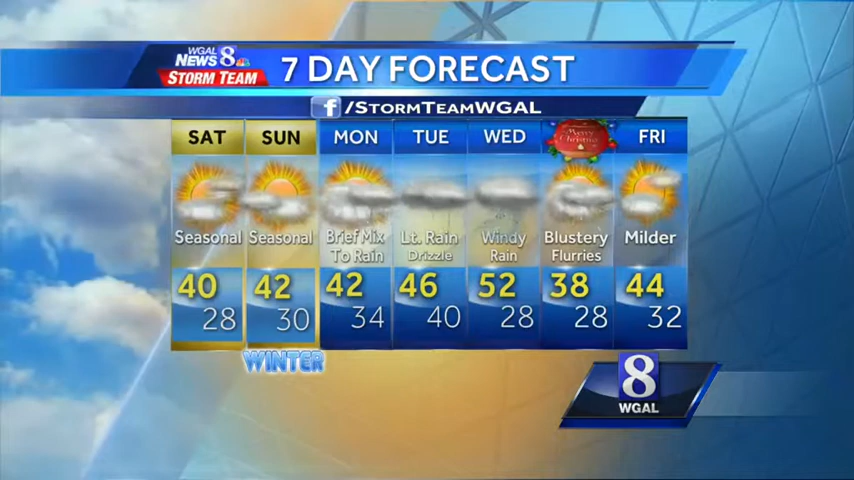 WGAL
NEWS 8
STORM TEAM
7 DAY FORECAST
f /STORMTEAMWGAL
SAT SUN MON TUE WED Merry Christmas FRI
Seasonal Seasonal Brief Mix To Rain Lt. Rain Drizzle Windy Rain Blustery Flurries Milder
40 42 42 46 52 38 44
28 30 34 40 28 28 32
WINTER
8
WGAL